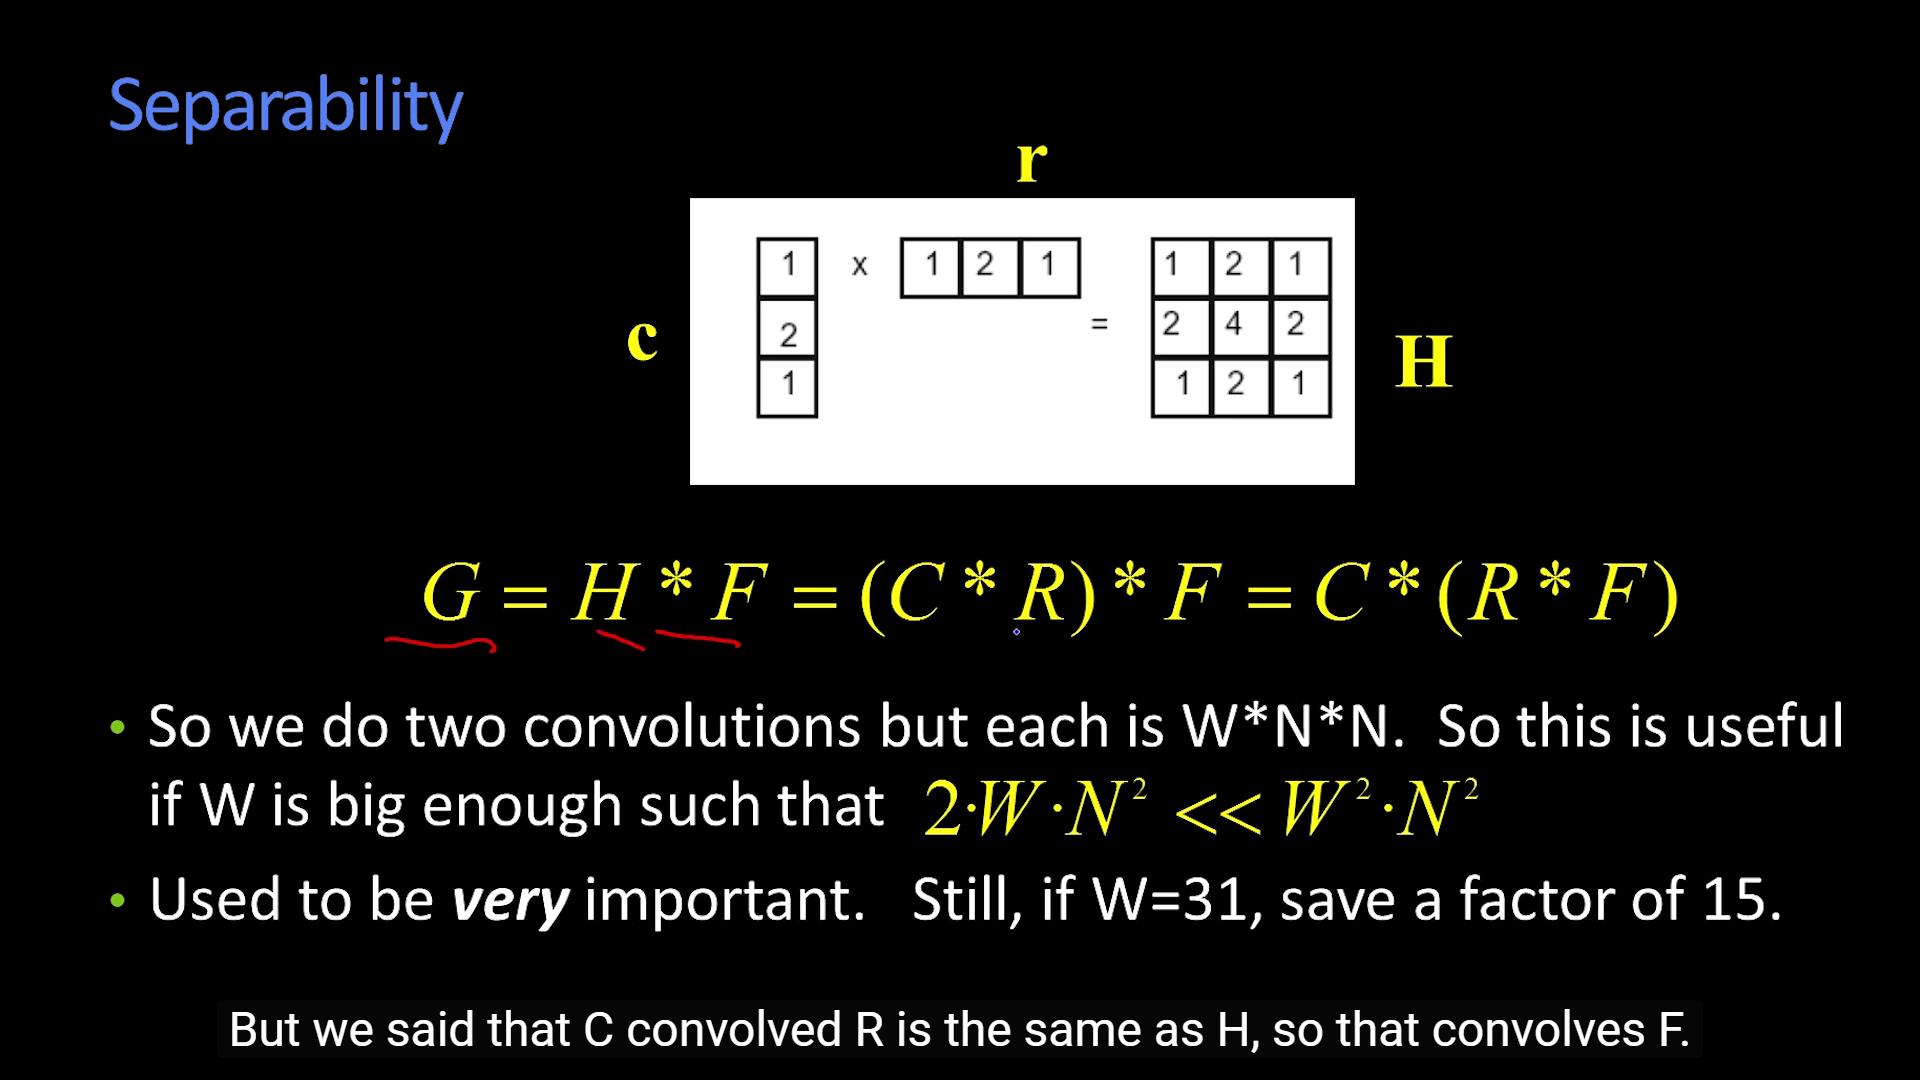 Separability
r
1 x 1 2 1 1 2 1
c 2 = 2 4 2 H
1 1 2 1
G = H * F = (C * R) * F = C * (R * F)
• So we do two convolutions but each is W*N*N. So this is useful
if W is big enough such that 2·W·N² << W²·N²
• Used to be very important. Still, if W=31, save a factor of 15.
But we said that C convolved R is the same as H, so that convolves F.